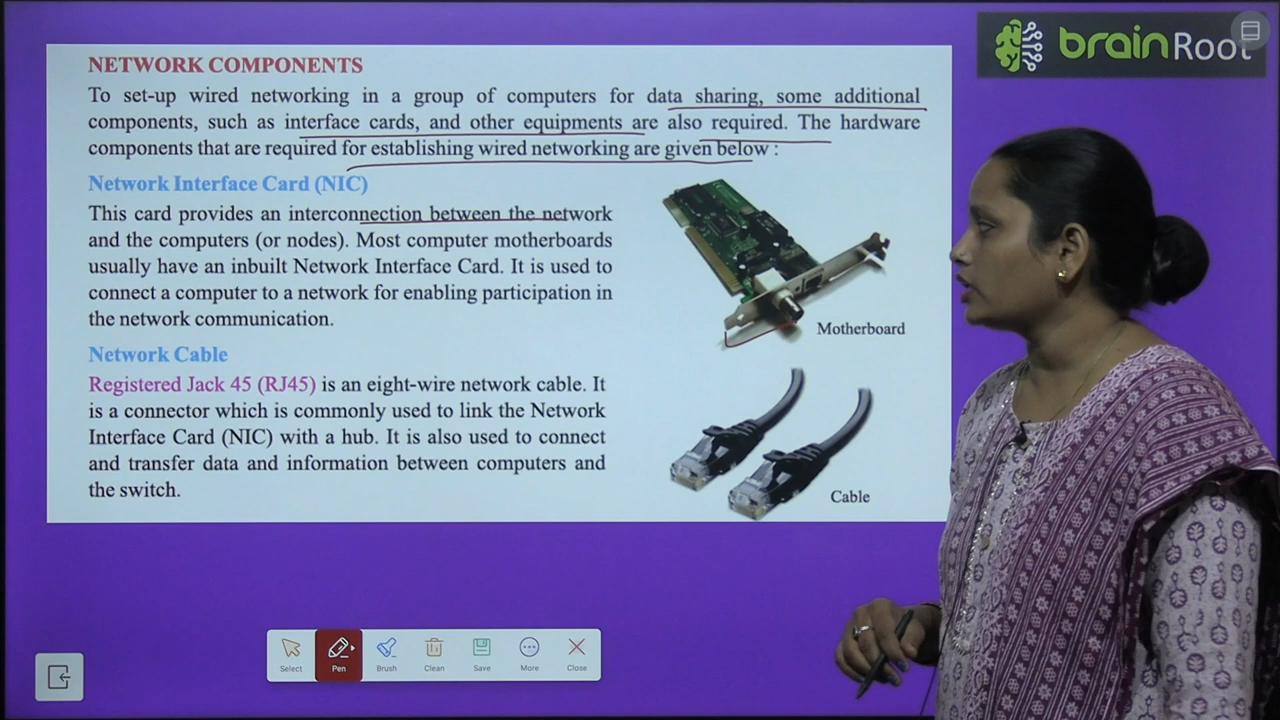 brainRoot
NETWORK COMPONENTS
To set-up wired networking in a group of computers for data sharing, some additional
components, such as interface cards, and other equipments are also required. The hardware
components that are required for establishing wired networking are given below :
Network Interface Card (NIC)
This card provides an interconnection between the network
and the computers (or nodes). Most computer motherboards
usually have an inbuilt Network Interface Card. It is used to
connect a computer to a network for enabling participation in
the network communication.
Motherboard
Network Cable
Registered Jack 45 (RJ45) is an eight-wire network cable. It
is a connector which is commonly used to link the Network
Interface Card (NIC) with a hub. It is also used to connect
and transfer data and information between computers and
the switch.
Cable
Select Pen Brush Clean Save More Close